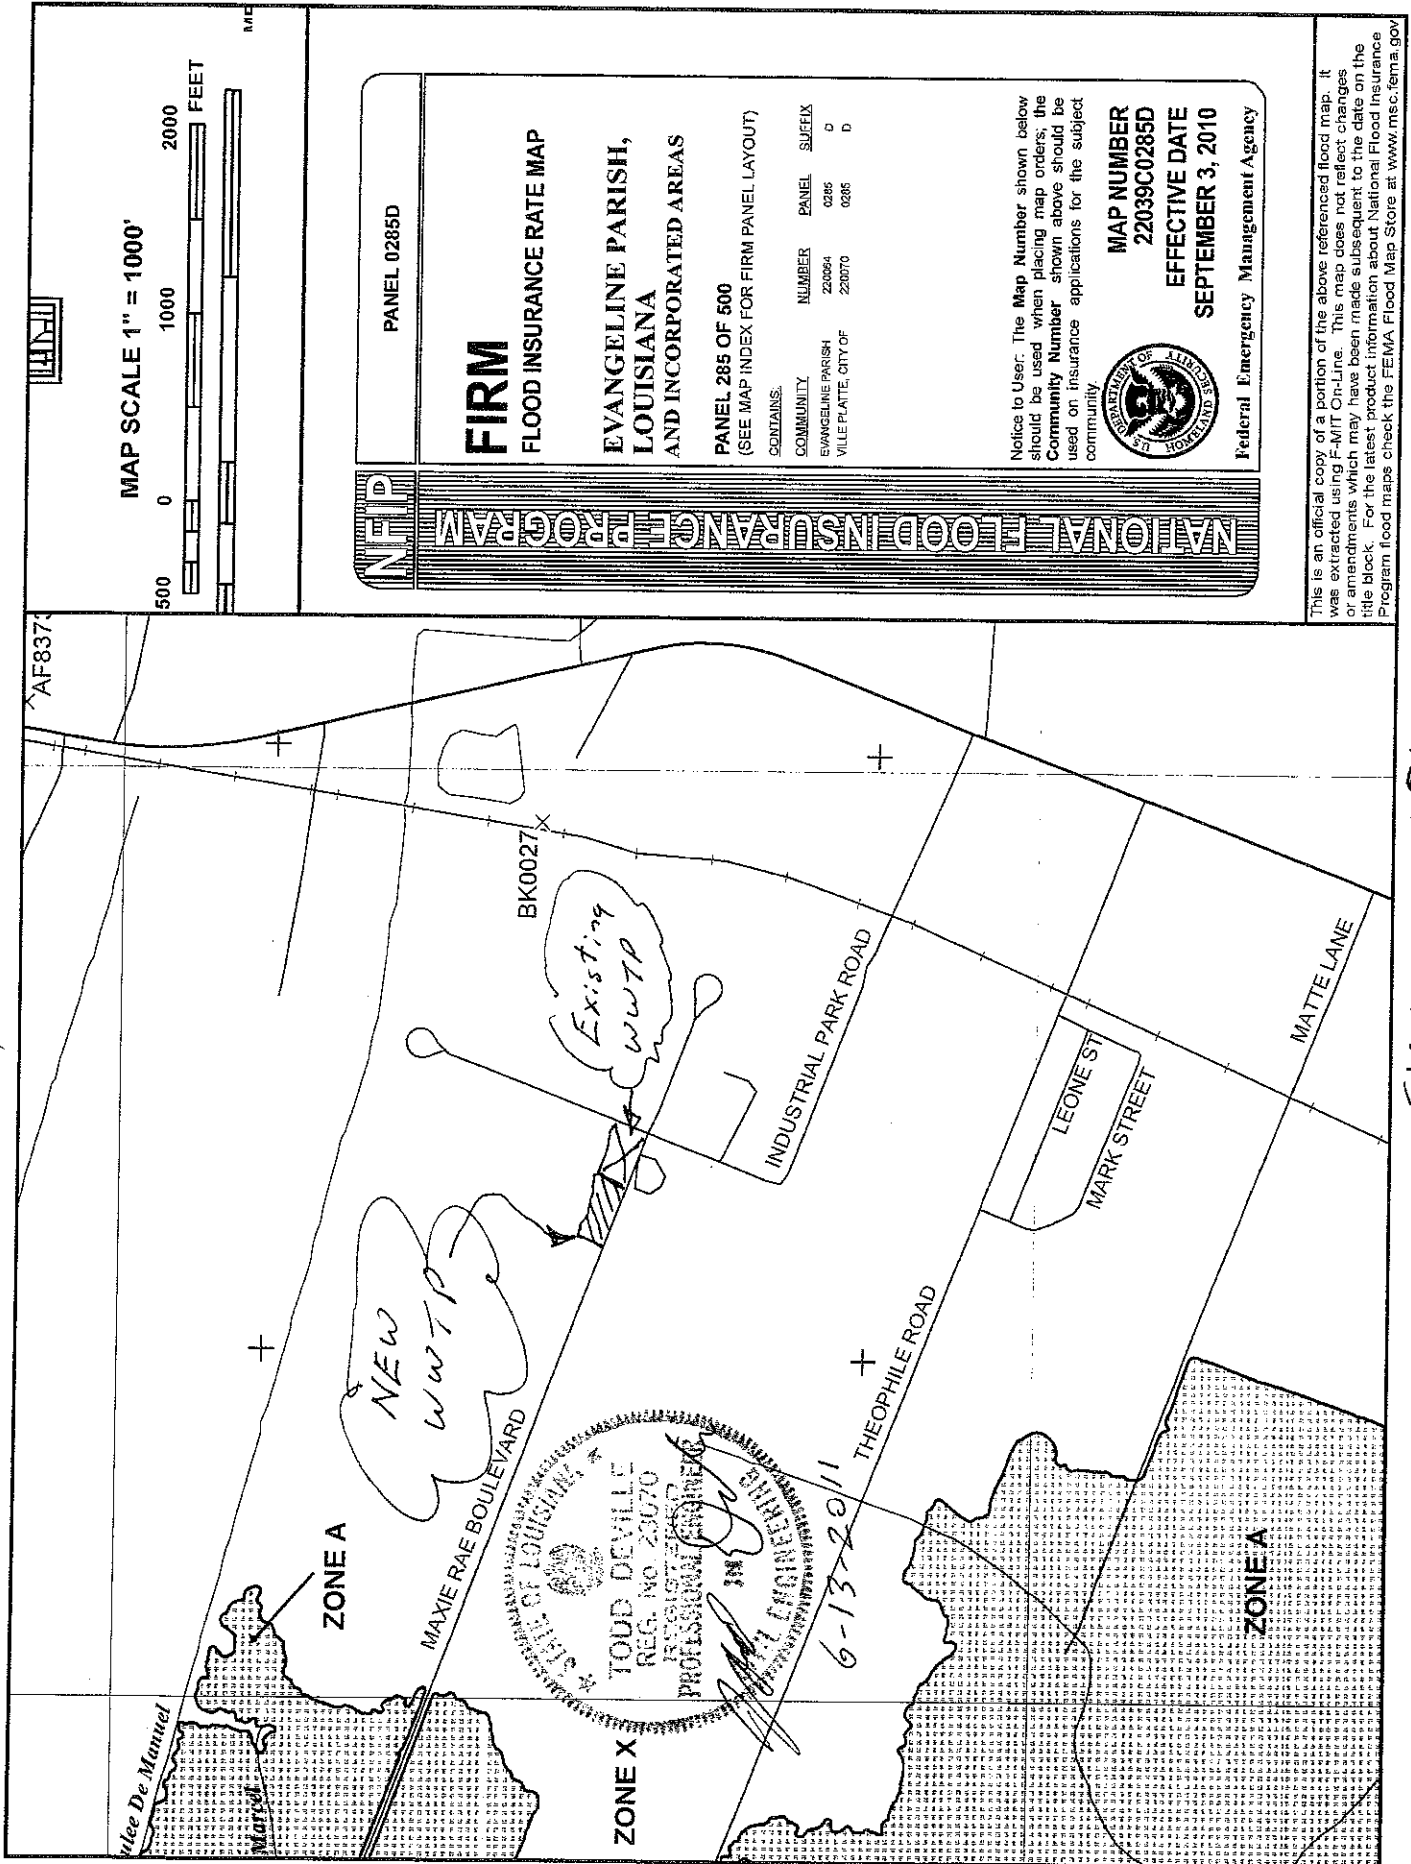 MAP SCALE 1" = 1000'
500 0 1000 2000
FEET
NFIP
PANEL 0285D
FIRM
FLOOD INSURANCE RATE MAP
EVANGELINE PARISH,
LOUISIANA
AND INCORPORATED AREAS
PANEL 285 OF 500
(SEE MAP INDEX FOR FIRM PANEL LAYOUT)
CONTAINS:
COMMUNITY NUMBER PANEL SUFFIX
EVANGELINE PARISH 220064 0285 D
VILLE PLATTE, CITY OF 220070 0285 D
Notice to User: The Map Number shown below
should be used when placing map orders; the
Community Number shown above should be
used on insurance applications for the subject
community.
MAP NUMBER
22039C0285D
EFFECTIVE DATE
SEPTEMBER 3, 2010
U.S. DEPARTMENT OF HOMELAND SECURITY
Federal Emergency Management Agency
NATIONAL FLOOD INSURANCE PROGRAM
This is an official copy of a portion of the above referenced flood map. It
was extracted using F-MIT On-Line. This map does not reflect changes
or amendments which may have been made subsequent to the date on the
title block. For the latest product information about National Flood Insurance
Program flood maps check the FEMA Flood Map Store at www.msc.fema.gov
BK0027
Existing
WWTP
NEW
WWTP
INDUSTRIAL PARK ROAD
LEONE ST
MARK STREET
MATTE LANE
THEOPHILE ROAD
MAXIE RAE BOULEVARD
ZONE A
De Manuel
Marcel
ZONE X
ZONE A
STATE OF LOUISIANA
TODD DEVILLE
REG. No. 23070
REGISTERED
PROFESSIONAL ENGINEER
IN
ENGINEERING
6-13-2011